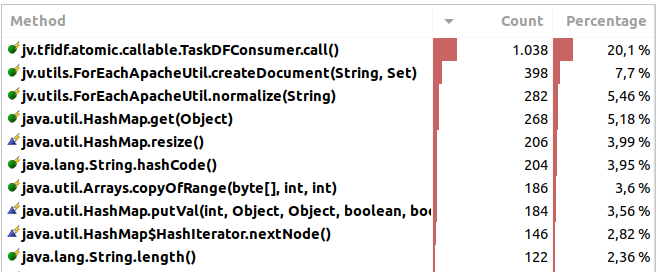 Method Count Percentage
jv.tfidf.atomic.callable.TaskDFConsumer.call() 1.038 20,1 %
jv.utils.ForEachApacheUtil.createDocument(String, Set) 398 7,7 %
jv.utils.ForEachApacheUtil.normalize(String) 282 5,46 %
java.util.HashMap.get(Object) 268 5,18 %
java.util.HashMap.resize() 206 3,99 %
java.lang.String.hashCode() 204 3,95 %
java.util.Arrays.copyOfRange(byte[], int, int) 186 3,6 %
java.util.HashMap.putVal(int, Object, Object, boolean, boo 184 3,56 %
java.util.HashMap$HashIterator.nextNode() 146 2,82 %
java.lang.String.length() 122 2,36 %